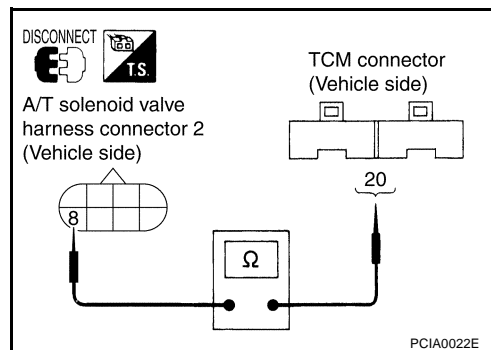 DISCONNECT
T.S.
A/T solenoid valve
harness connector 2
(Vehicle side)
TCM connector
(Vehicle side)
20
8
Ω
PCIA0022E